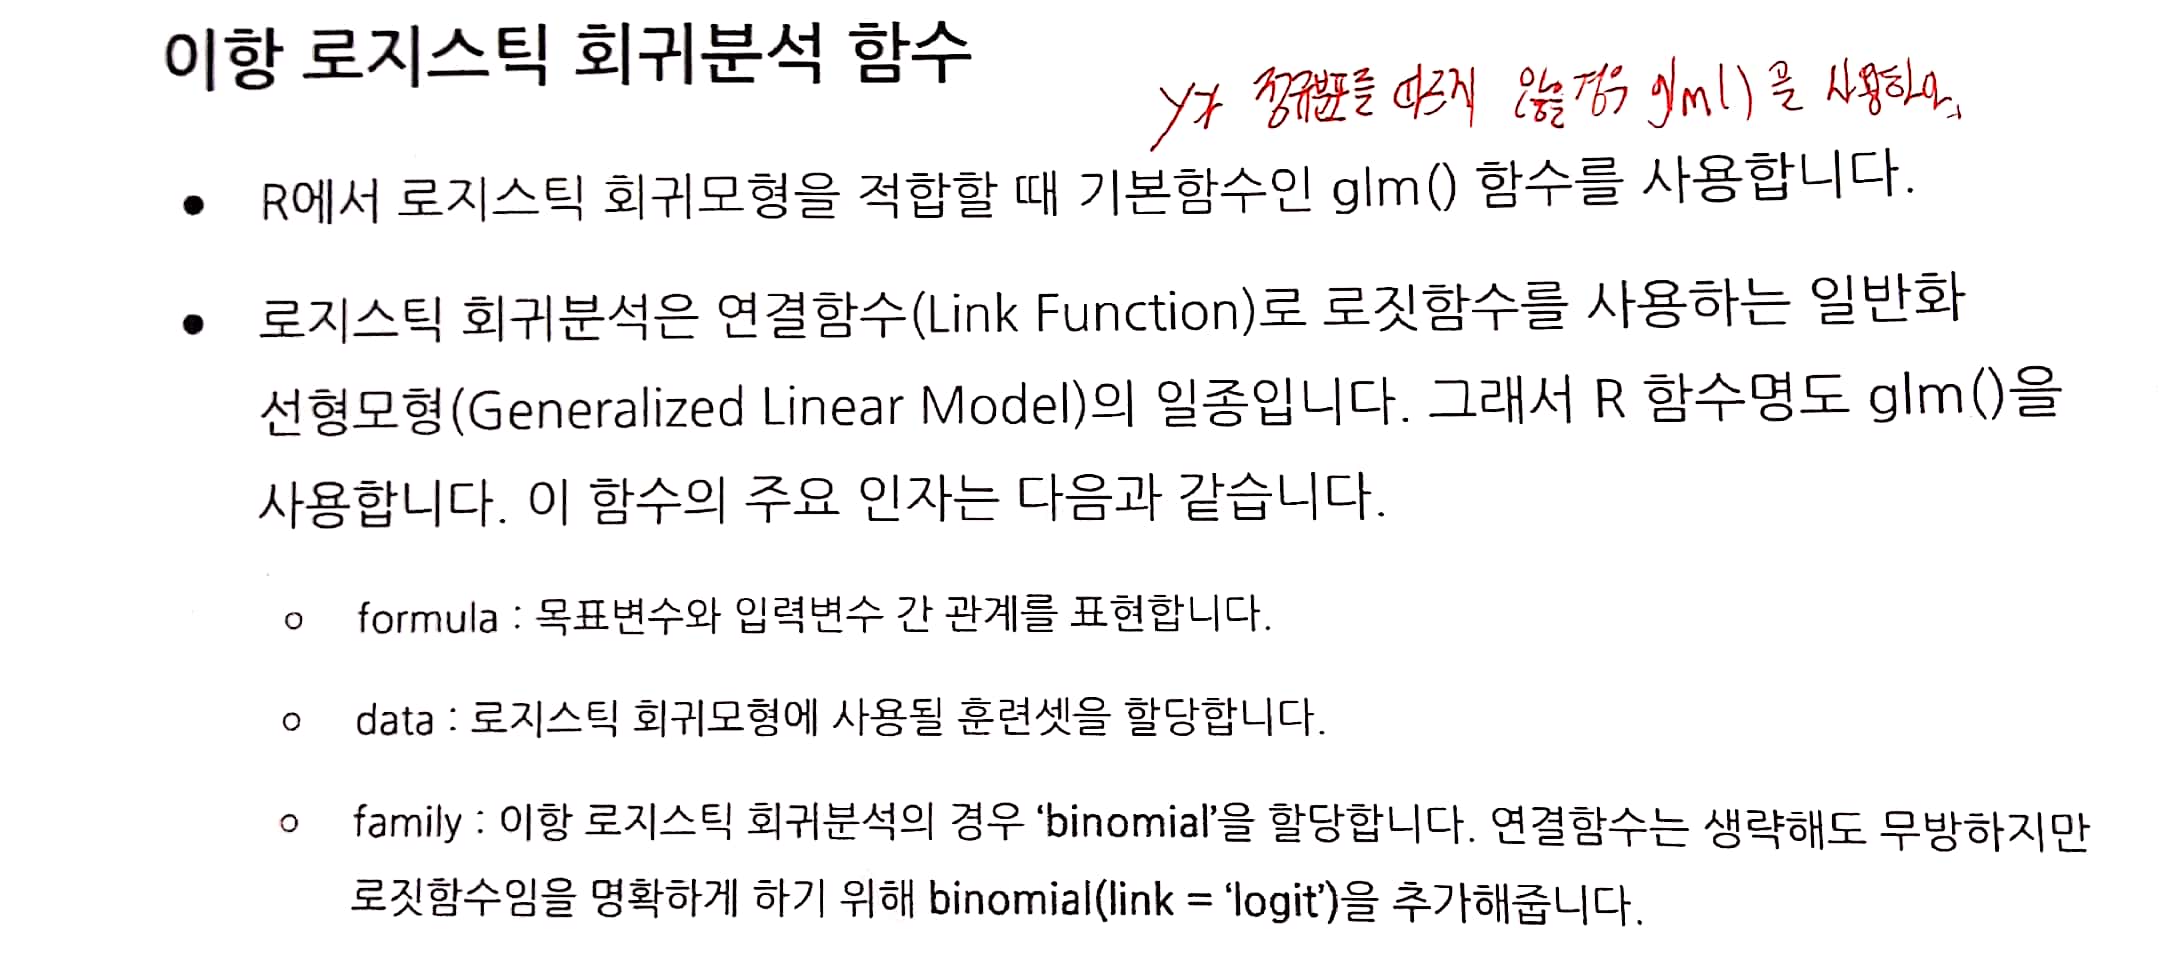 이항 로지스틱 회귀분석 함수
y가 정규분포를 따르지 않을 경우 glm()을 사용하라.
● R에서 로지스틱 회귀모형을 적합할 때 기본함수인 glm() 함수를 사용합니다.
● 로지스틱 회귀분석은 연결함수(Link Function)로 로짓함수를 사용하는 일반화
선형모형(Generalized Linear Model)의 일종입니다. 그래서 R 함수명도 glm()을
사용합니다. 이 함수의 주요 인자는 다음과 같습니다.
○ formula : 목표변수와 입력변수 간 관계를 표현합니다.
○ data : 로지스틱 회귀모형에 사용될 훈련셋을 할당합니다.
○ family : 이항 로지스틱 회귀분석의 경우 ‘binomial’을 할당합니다. 연결함수는 생략해도 무방하지만
로짓함수임을 명확하게 하기 위해 binomial(link = ‘logit’)을 추가해줍니다.